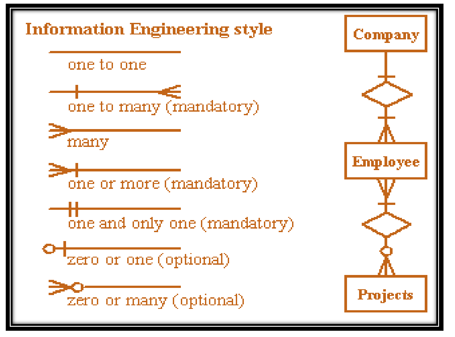 Information Engineering style
one to one
one to many (mandatory)
many
one or more (mandatory)
one and only one (mandatory)
zero or one (optional)
zero or many (optional)
Company
Employee
Projects